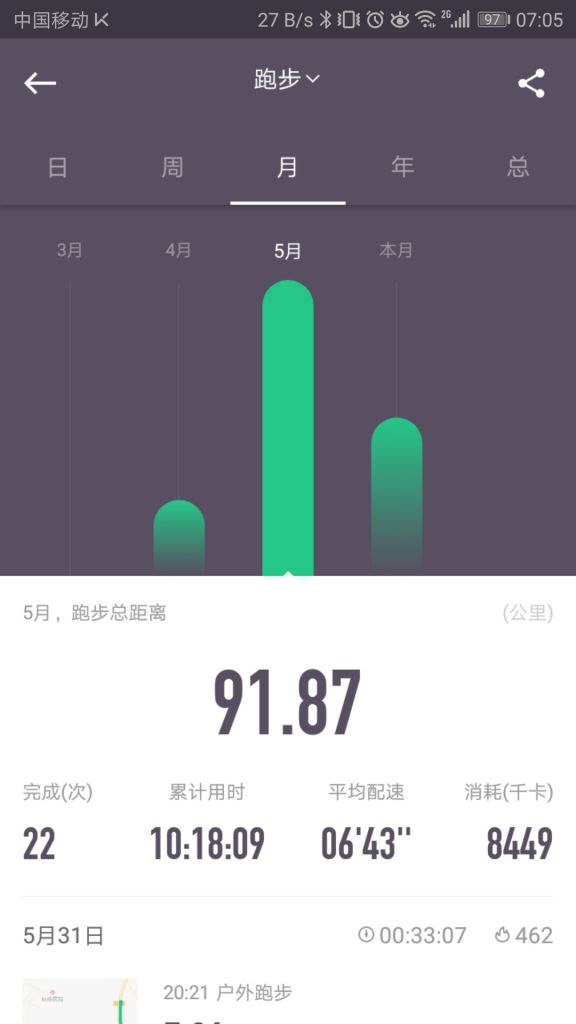 中国移动 27 B/s 2G 97 07:05
跑步
日 周 月 年 总
3月 4月 5月 本月
5月，跑步总距离 (公里)
91.87
完成(次) 累计用时 平均配速 消耗(千卡)
22 10:18:09 06'43'' 8449
5月31日 00:33:07 462
20:21 户外跑步